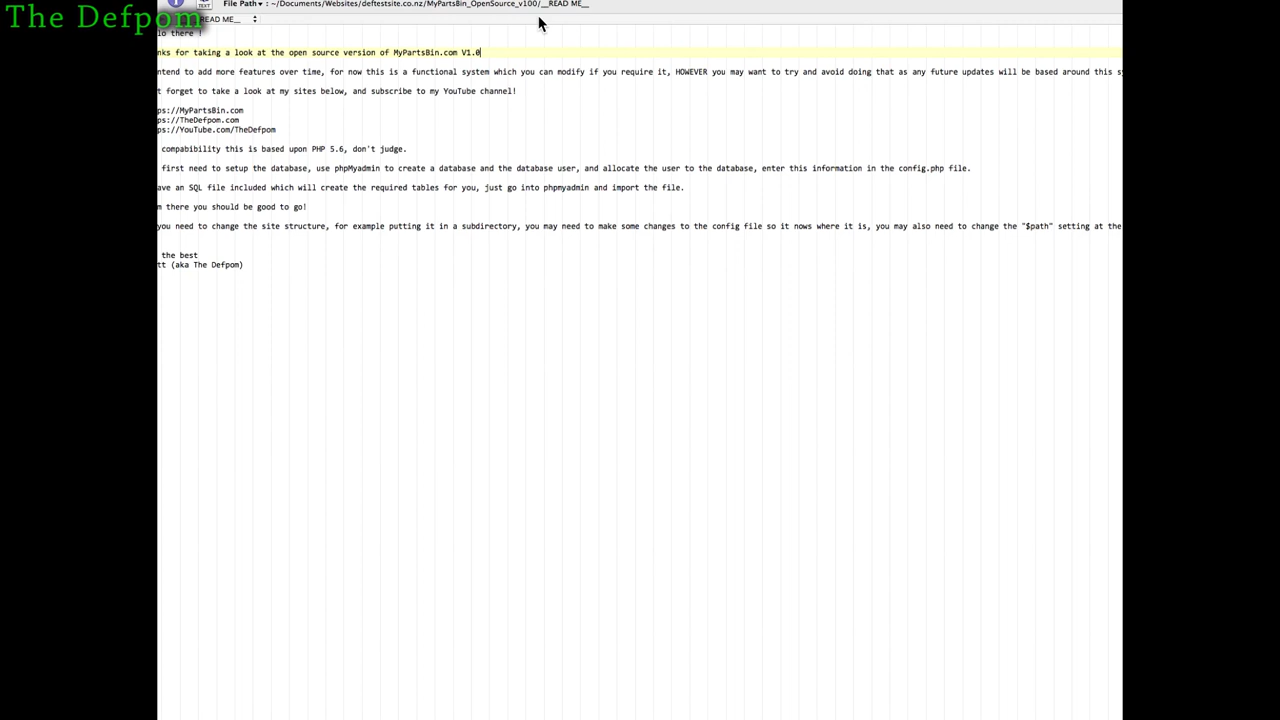 The Defpom
TEXT
File Path ▾ : ~/Documents/Websites/deftestsite.co.nz/MyPartsBin_OpenSource_v100/__READ ME__
READ ME__
lo there !
nks for taking a look at the open source version of MyPartsBin.com V1.0
ntend to add more features over time, for now this is a functional system which you can modify if you require it, HOWEVER you may want to try and avoid doing that as any future updates will be based around this sy
t forget to take a look at my sites below, and subscribe to my YouTube channel!
ps://MyPartsBin.com
ps://TheDefpom.com
ps://YouTube.com/TheDefpom
compabibility this is based upon PHP 5.6, don't judge.
first need to setup the database, use phpMyadmin to create a database and the database user, and allocate the user to the database, enter this information in the config.php file.
ave an SQL file included which will create the required tables for you, just go into phpmyadmin and import the file.
m there you should be good to go!
you need to change the site structure, for example putting it in a subdirectory, you may need to make some changes to the config file so it nows where it is, you may also need to change the "$path" setting at the
the best
tt (aka The Defpom)